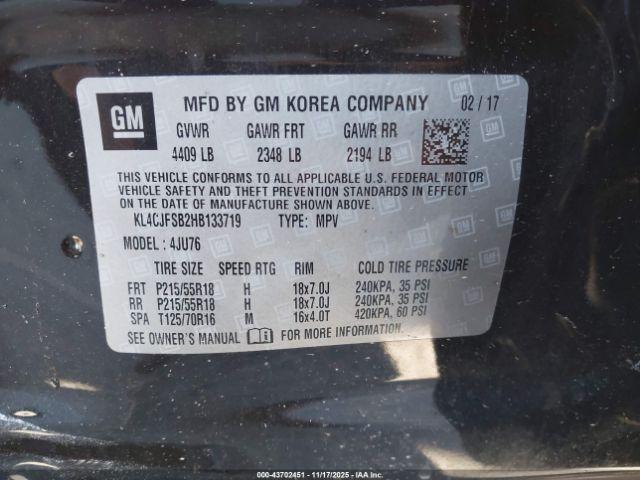 GM MFD BY GM KOREA COMPANY 02/17
GVWR GAWR FRT GAWR RR
4409 LB 2348 LB 2194 LB
THIS VEHICLE CONFORMS TO ALL APPLICABLE U.S. FEDERAL MOTOR
VEHICLE SAFETY AND THEFT PREVENTION STANDARDS IN EFFECT
ON THE DATE OF MANUFACTURE SHOWN ABOVE.
KL4CJFSB2HB133719 TYPE: MPV
MODEL: 4JU76
TIRE SIZE SPEED RTG RIM COLD TIRE PRESSURE
FRT P215/55R18 H 18x7.0J 240KPA, 35 PSI
RR P215/55R18 H 18x7.0J 240KPA, 35 PSI
SPA T125/70R16 M 16x4.0T 420KPA, 60 PSI
SEE OWNER'S MANUAL FOR MORE INFORMATION
© 000-43702451 - 11/17/2025 - IAA, Inc.